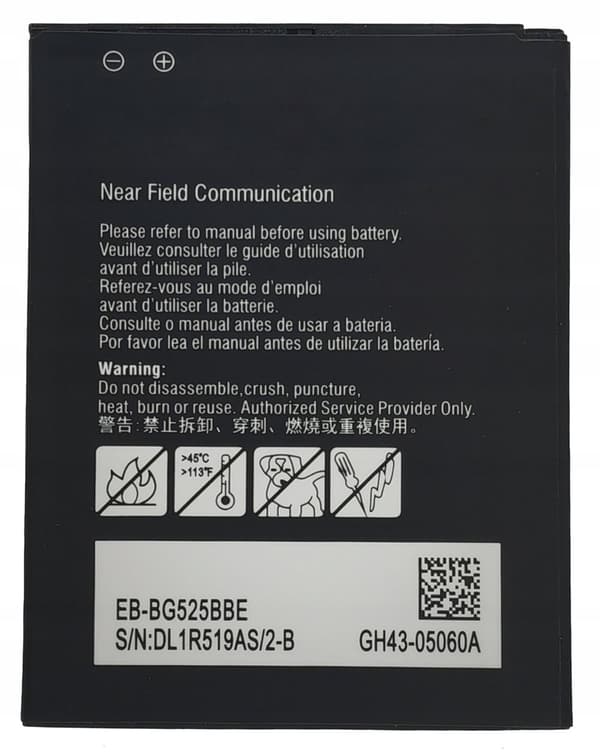 Near Field Communication
Please refer to manual before using battery.
Veuillez consulter le guide d'utilisation
avant d'utiliser la pile.
Referez-vous au mode d'emploi
avant d'utiliser la batterie.
Consulte o manual antes de usar a bateria.
Por favor lea el manual antes de utilizar la batería.
Warning:
Do not disassemble,crush, puncture,
heat, burn or reuse. Authorized Service Provider Only.
警告:禁止拆卸、穿刺、燃燒或重複使用。
>45°C
>113°F
EB-BG525BBE
S/N:DL1R519AS/2-B GH43-05060A